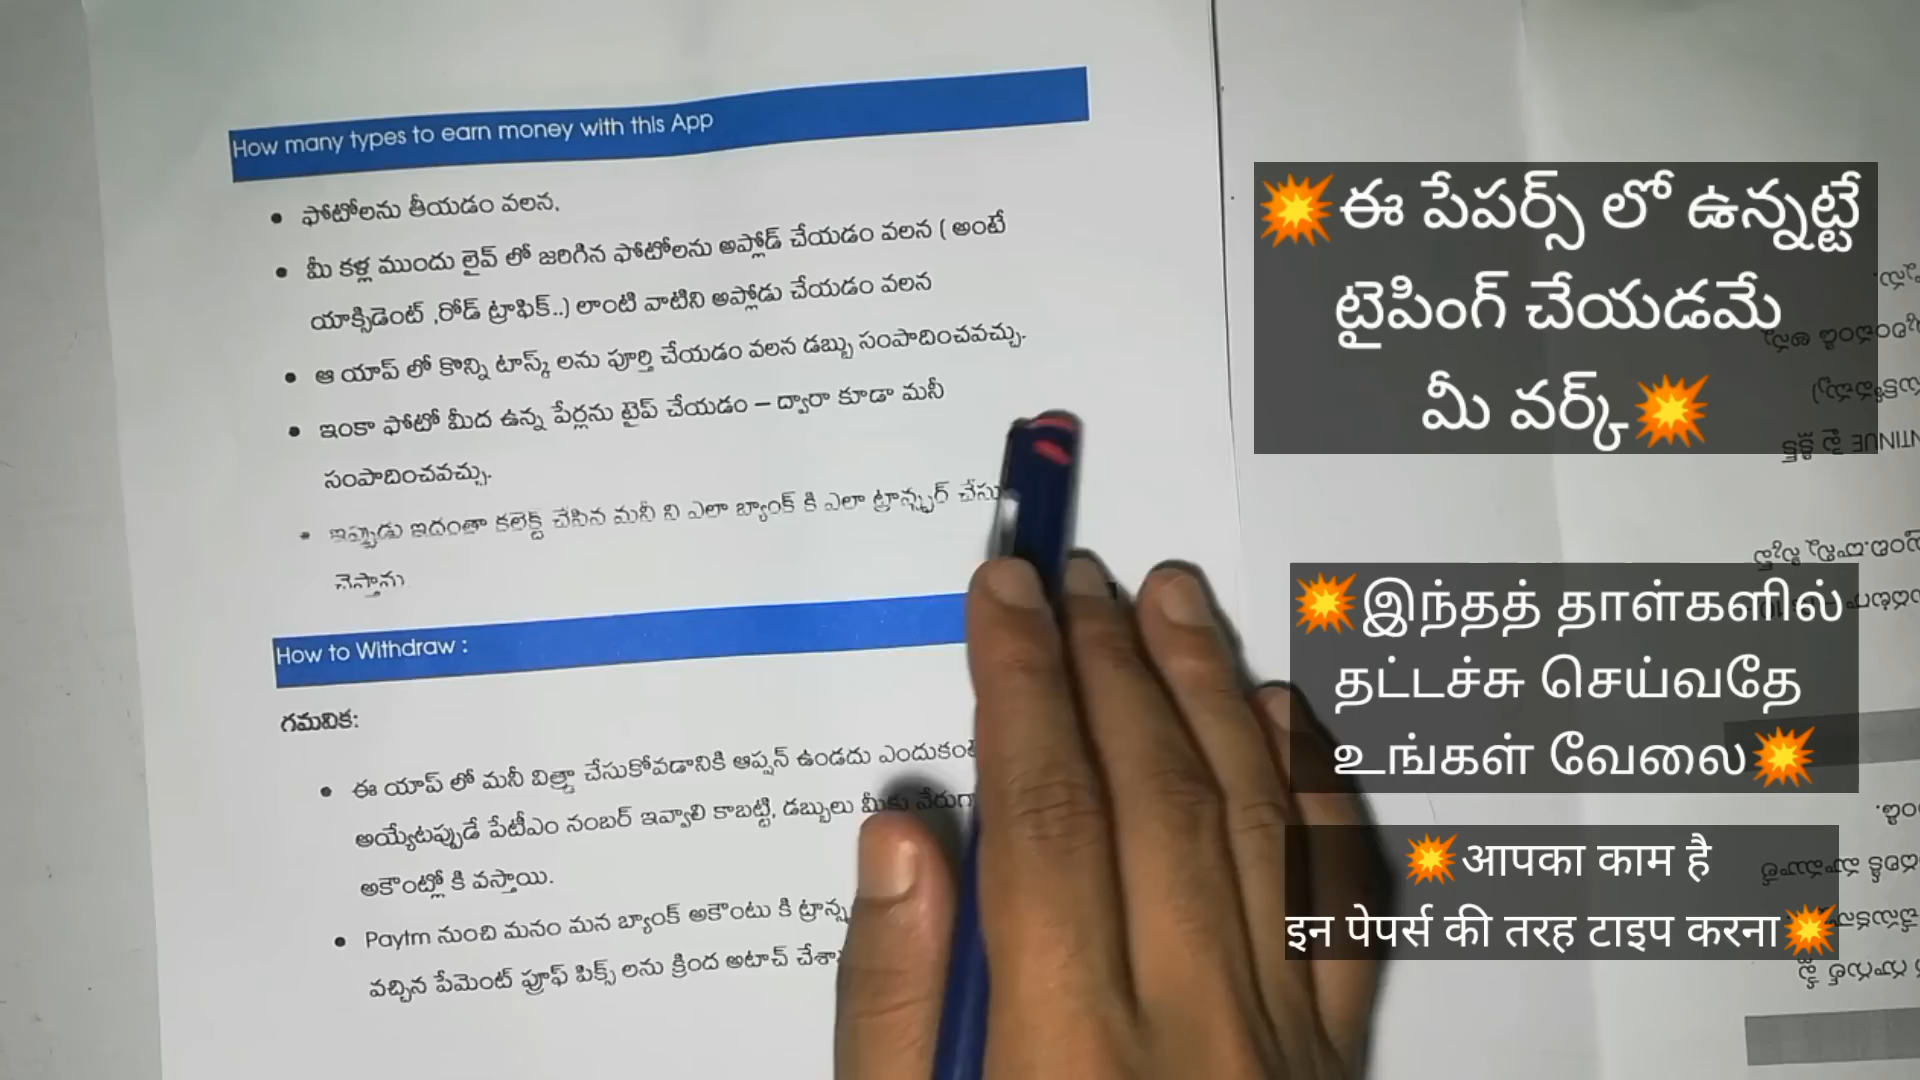 How many types to earn money with this App
• ఫోటోలను తీయడం వలన.
• మీ కళ్ల ముందు లైవ్ లో జరిగిన ఫోటోలను అప్లోడ్ చేయడం వలన ( అంటే
యాక్సిడెంట్ ,రోడ్ ట్రాఫిక్..) లాంటి వాటిని అప్లోడు చేయడం వలన
• ఆ యాప్ లో కొన్ని టాస్క్ లను పూర్తి చేయడం వలన డబ్బు సంపాదించవచ్చు.
• ఇంకా ఫోటో మీద ఉన్న పేర్లను టైప్ చేయడం – ద్వారా కూడా మనీ
సంపాదించవచ్చు.
• ఇప్పుడు ఇదంతా కలెక్ట్ చేసిన మనీ ని ఎలా బ్యాంక్ కి ఎలా ట్రాన్స్ఫర్
చెప్తాను
How to Withdraw :
గమనిక:
• ఈ యాప్ లో మనీ విత్డ్రా చేసుకోవడానికి ఆప్షన్ ఉండదు
అయ్యేటప్పుడే పేటీఎం నంబర్ ఇవ్వాలి కాబట్టి, డబ్బులు మీకు నేరుగా
అకౌంట్లో కి వస్తాయి.
• Paytm నుంచి మనం మన బ్యాంక్ అకౌంటు కి
వచ్చిన పేమెంట్ ప్రూఫ్ పిక్స్ లను క్రింద అటాచ్
💥ఈ పేపర్స్ లో ఉన్నట్టే
టైపింగ్ చేయడమే
మీ వర్క్💥
💥இந்தத் தாள்களில்
தட்டச்சு செய்வதே
உங்கள் வேலை💥
💥आपका काम है
इन पेपर्स की तरह टाइप करना💥